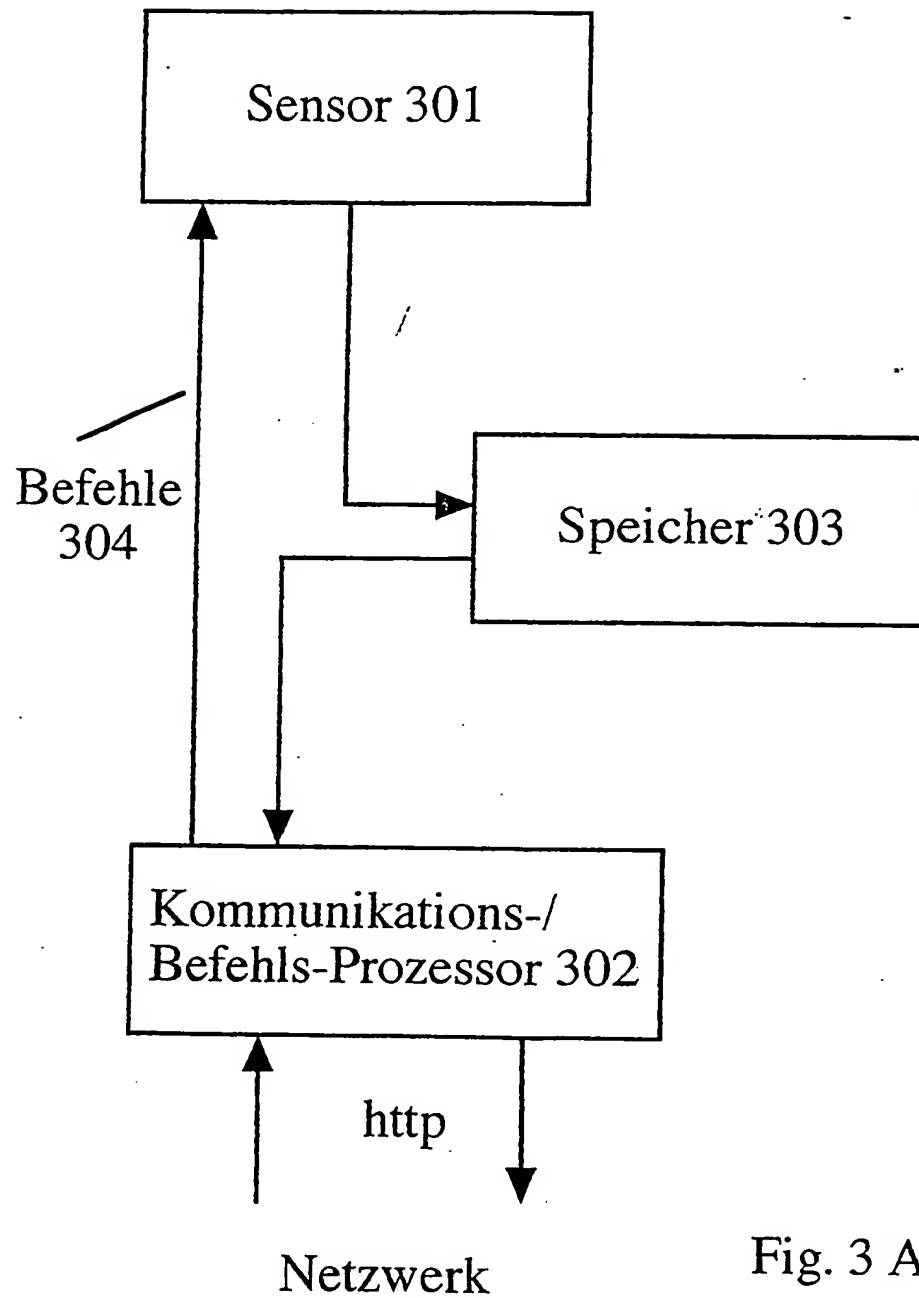 Sensor 301
Befehle
304
Speicher 303
Kommunikations-/
Befehls-Prozessor 302
http
Netzwerk
Fig. 3 A